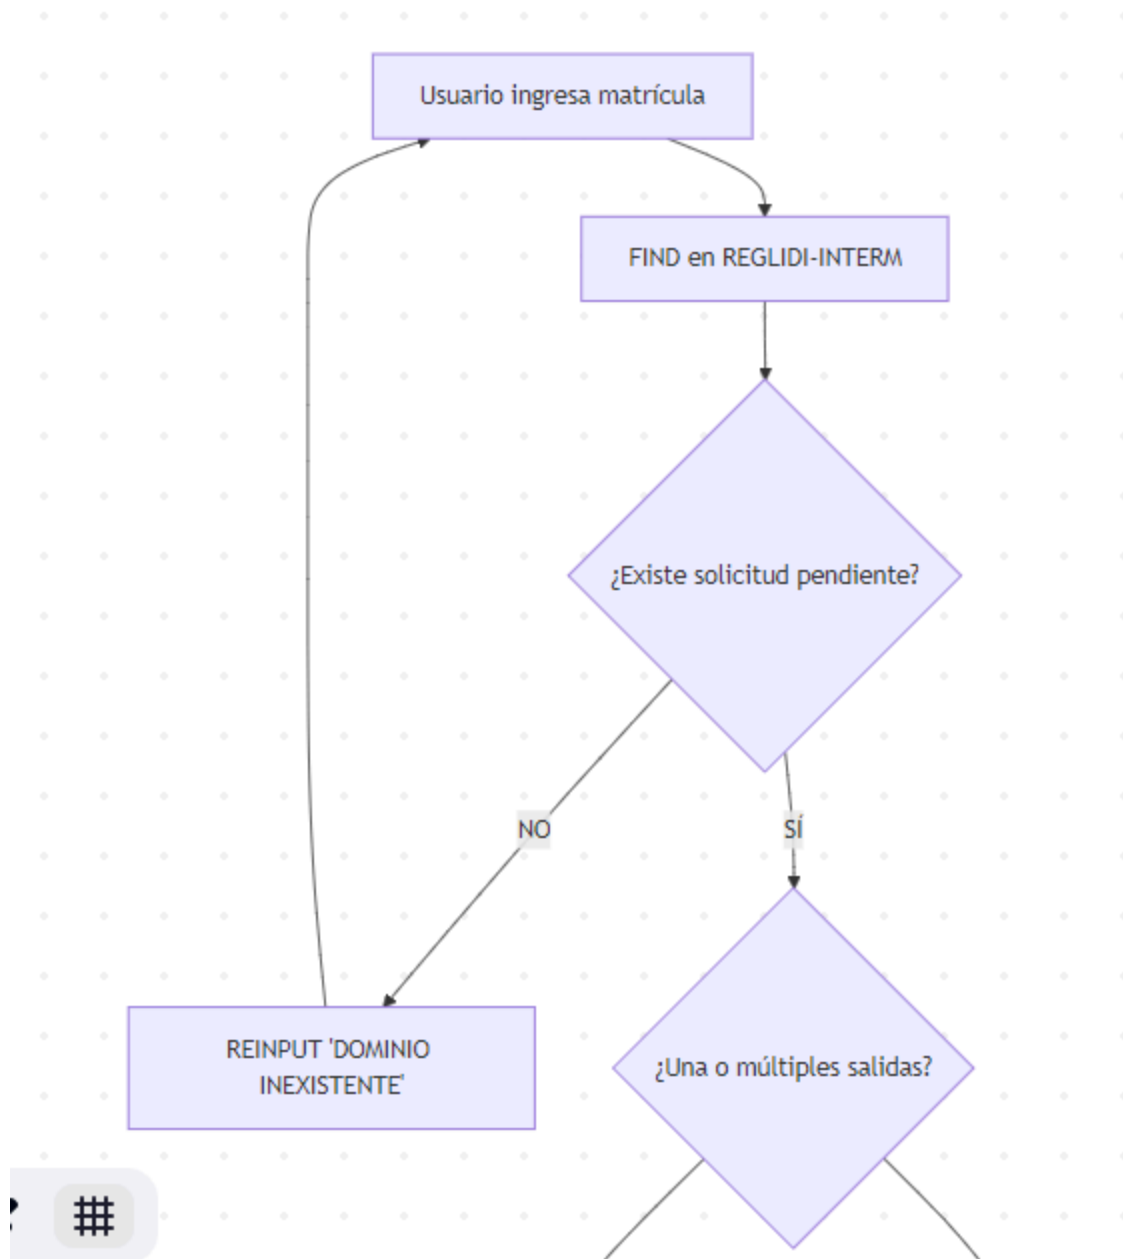 Usuario ingresa matrícula
FIND en REGLIDI-INTERM
¿Existe solicitud pendiente?
NO
SÍ
REINPUT 'DOMINIO
INEXISTENTE'
¿Una o múltiples salidas?